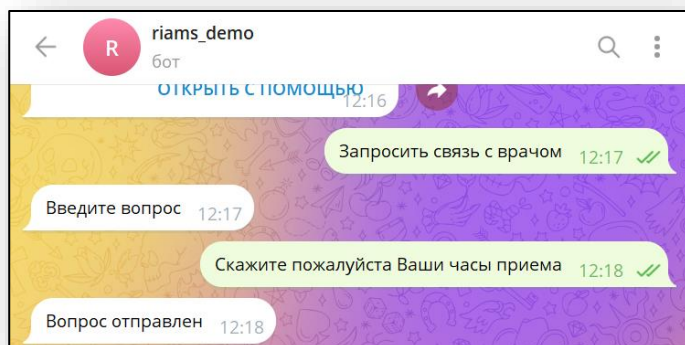 R
riams_demo
бот
ОТКРЫТЬ С ПОМОЩЬЮ
12:16
Запросить связь с врачом 12:17
Введите вопрос 12:17
Скажите пожалуйста Ваши часы приема 12:18
Вопрос отправлен 12:18